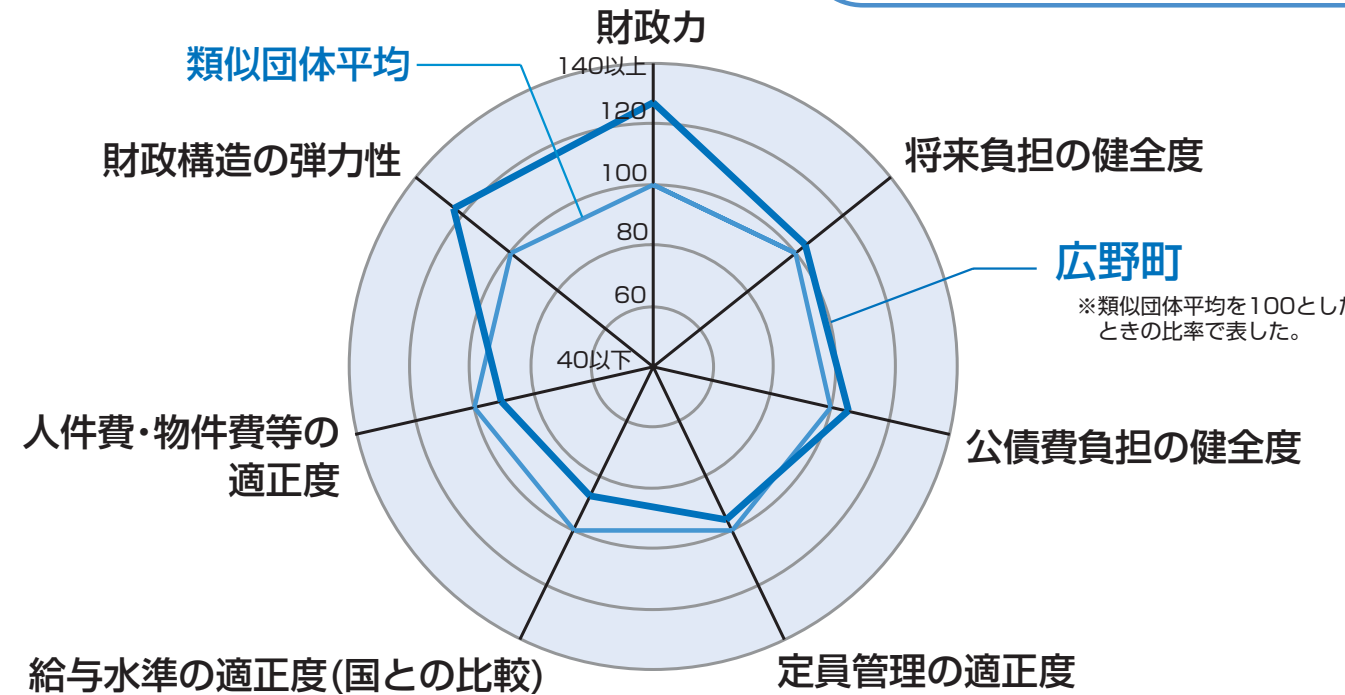 財政力
類似団体平均
140以上
120
財政構造の弾力性
将来負担の健全度
100
80
広野町
60
※類似団体平均を100とした
ときの比率で表した。
40以下
人件費・物件費等の
適正度
公債費負担の健全度
給与水準の適正度(国との比較)
定員管理の適正度